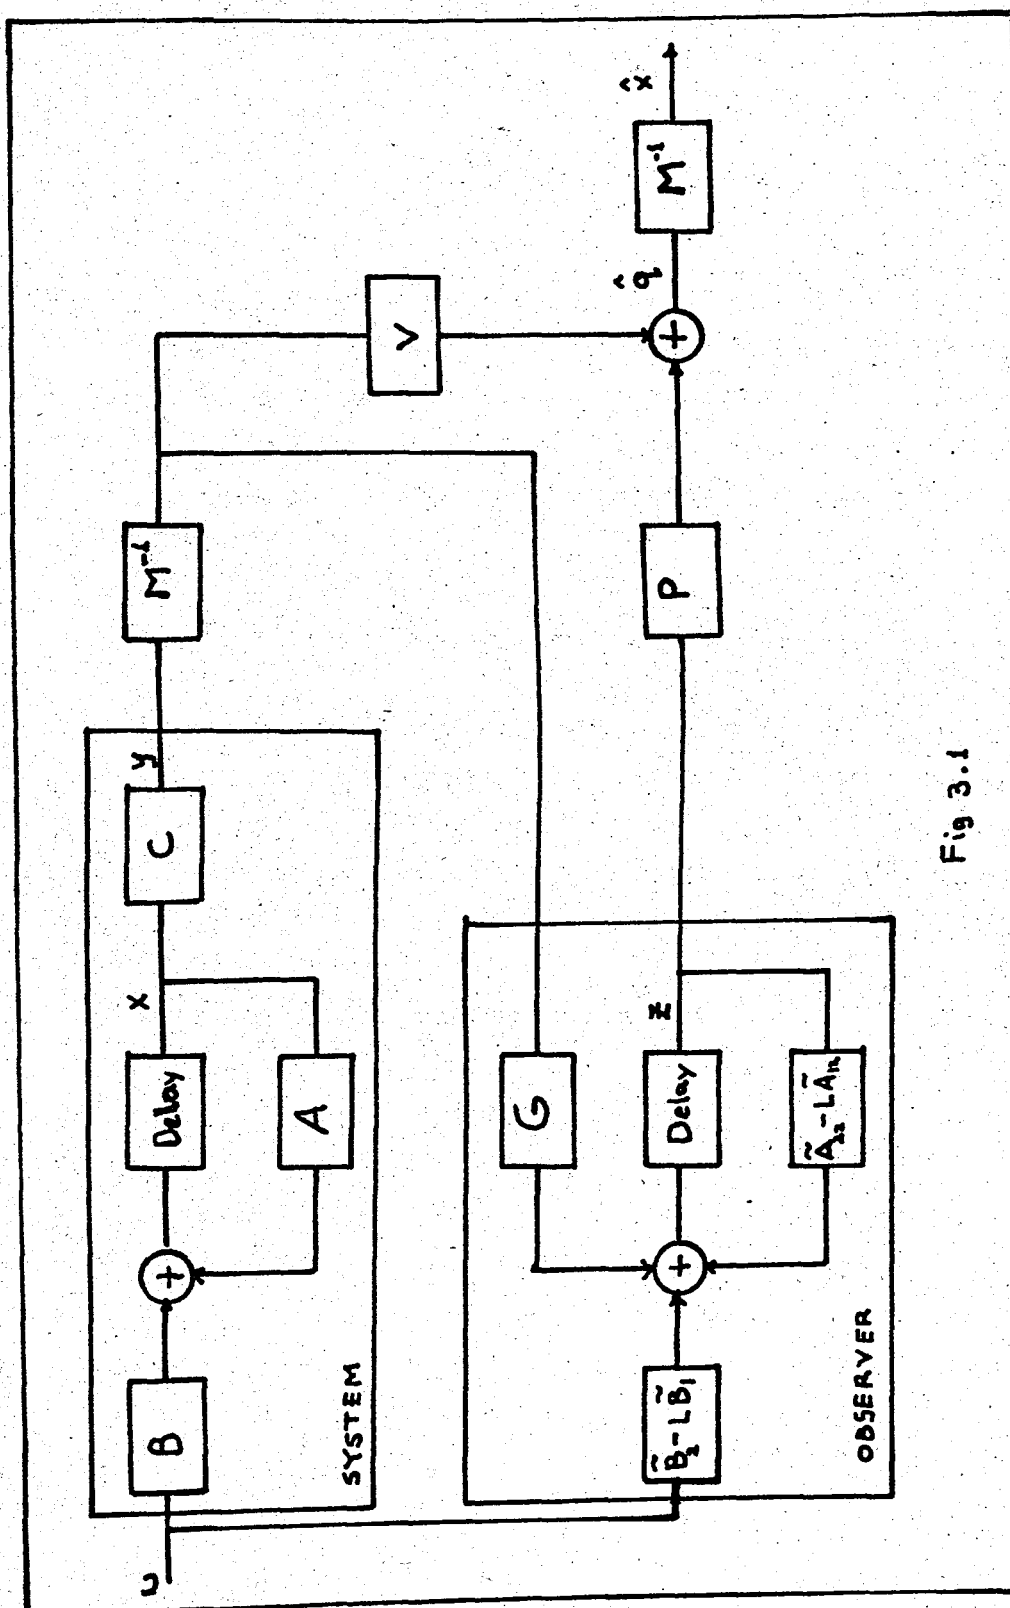 u
B
+
Delay
x
A
C
y
SYSTEM
M⁻¹
V
G
B̃₂-LB̃₁
+
Delay
z
Ã₂₂-LÃ₁₂
OBSERVER
P
+
q̂
M⁻¹
x̂
Fig 3.1